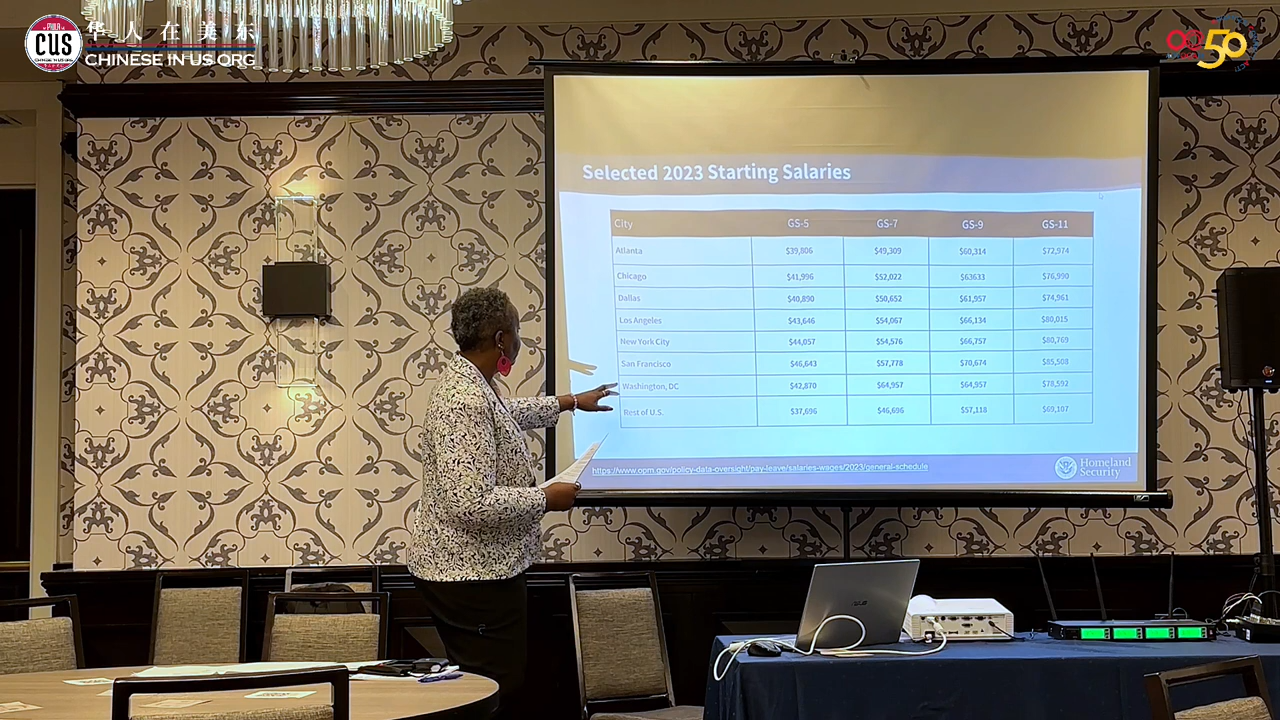 CUS
华人在美东
CHINESE IN US.ORG
50
Selected 2023 Starting Salaries
City GS-5 GS-7 GS-9 GS-11
Atlanta $39,806 $49,309 $60,314 $72,974
Chicago $41,996 $52,022 $63633 $76,990
Dallas $40,890 $50,652 $61,957 $74,961
Los Angeles $43,646 $54,067 $66,134 $80,015
New York City $44,057 $54,576 $66,757 $80,769
San Francisco $46,643 $57,778 $70,674 $85,508
Washington, DC $42,870 $64,957 $64,957 $78,592
Rest of U.S. $37,696 $46,696 $57,118 $69,107
https://www.opm.gov/policy-data-oversight/pay-leave/salaries-wages/2023/general-schedule
Homeland
Security